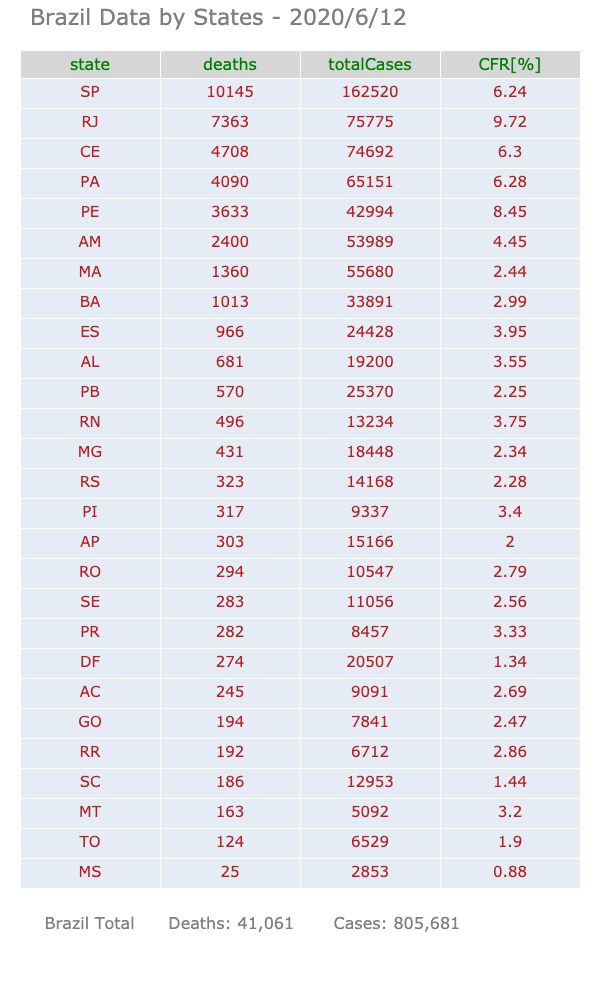 Brazil Data by States - 2020/6/12
state deaths totalCases CFR[%]
SP 10145 162520 6.24
RJ 7363 75775 9.72
CE 4708 74692 6.3
PA 4090 65151 6.28
PE 3633 42994 8.45
AM 2400 53989 4.45
MA 1360 55680 2.44
BA 1013 33891 2.99
ES 966 24428 3.95
AL 681 19200 3.55
PB 570 25370 2.25
RN 496 13234 3.75
MG 431 18448 2.34
RS 323 14168 2.28
PI 317 9337 3.4
AP 303 15166 2
RO 294 10547 2.79
SE 283 11056 2.56
PR 282 8457 3.33
DF 274 20507 1.34
AC 245 9091 2.69
GO 194 7841 2.47
RR 192 6712 2.86
SC 186 12953 1.44
MT 163 5092 3.2
TO 124 6529 1.9
MS 25 2853 0.88
Brazil Total Deaths: 41,061 Cases: 805,681